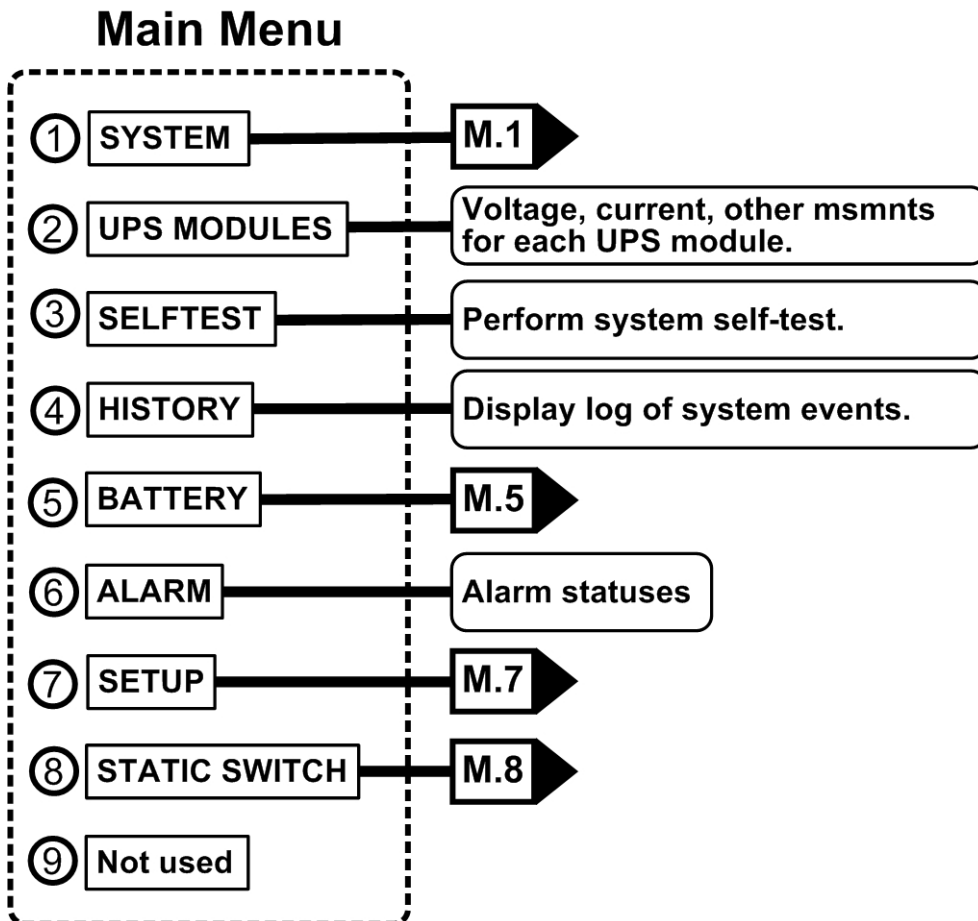 Main Menu
1 SYSTEM M.1
2 UPS MODULES Voltage, current, other msmnts
for each UPS module.
3 SELFTEST Perform system self-test.
4 HISTORY Display log of system events.
5 BATTERY M.5
6 ALARM Alarm statuses
7 SETUP M.7
8 STATIC SWITCH M.8
9 Not used